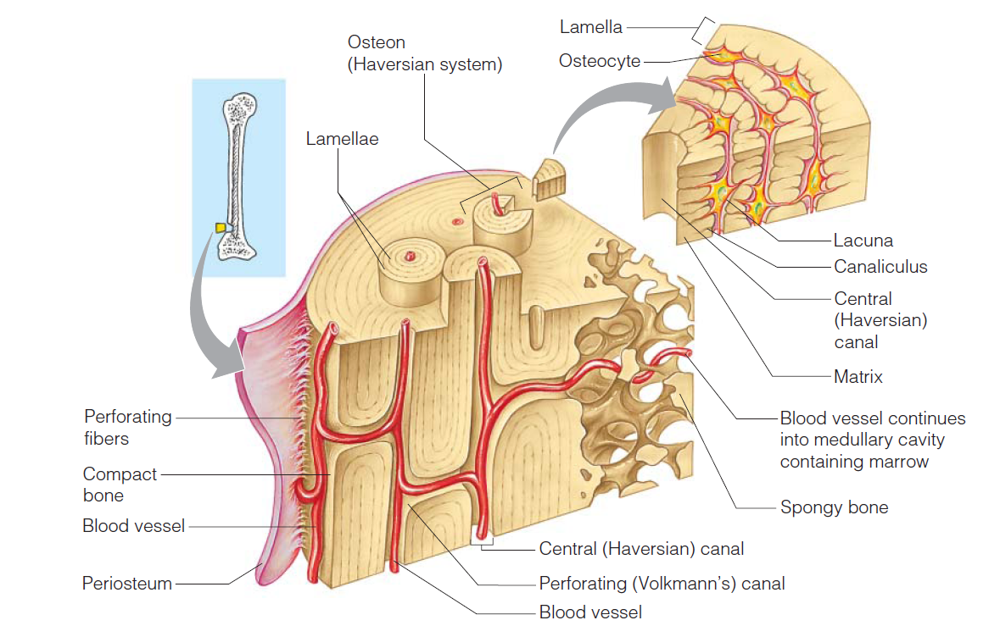 Lamella
Osteocyte
Osteon
(Haversian system)
Lamellae
Lacuna
Canaliculus
Central
(Haversian)
canal
Matrix
Perforating
fibers
Compact
bone
Blood vessel
Periosteum
Blood vessel continues
into medullary cavity
containing marrow
Spongy bone
Central (Haversian) canal
Perforating (Volkmann’s) canal
Blood vessel